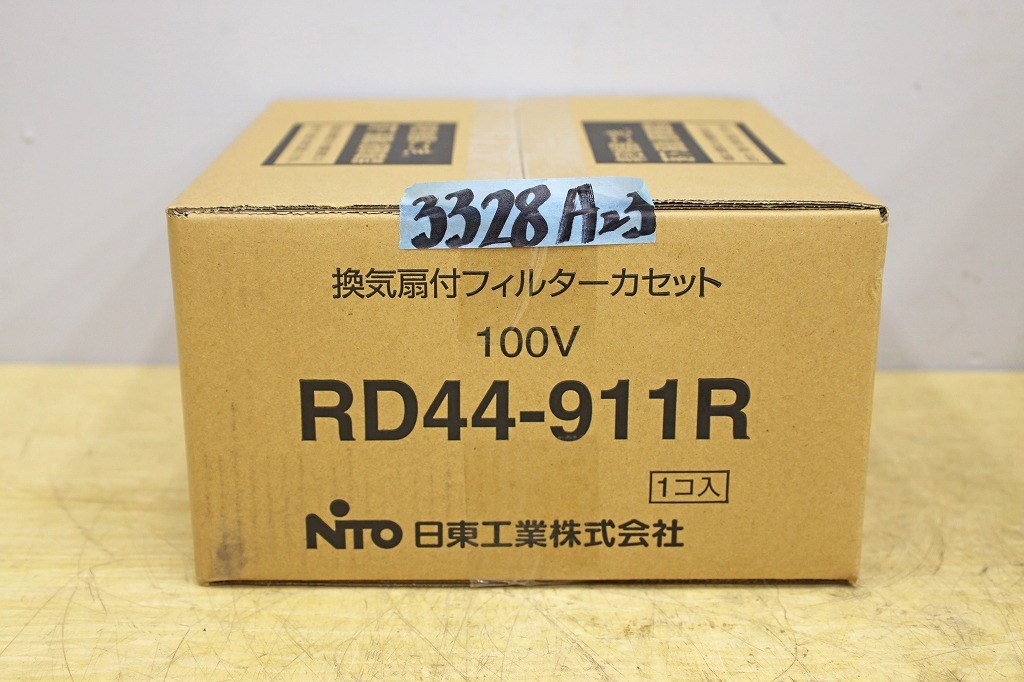 3328A=3
換気扇付フィルターカセット
100V
RD44-911R
1コ入
NiTO 日東工業株式会社